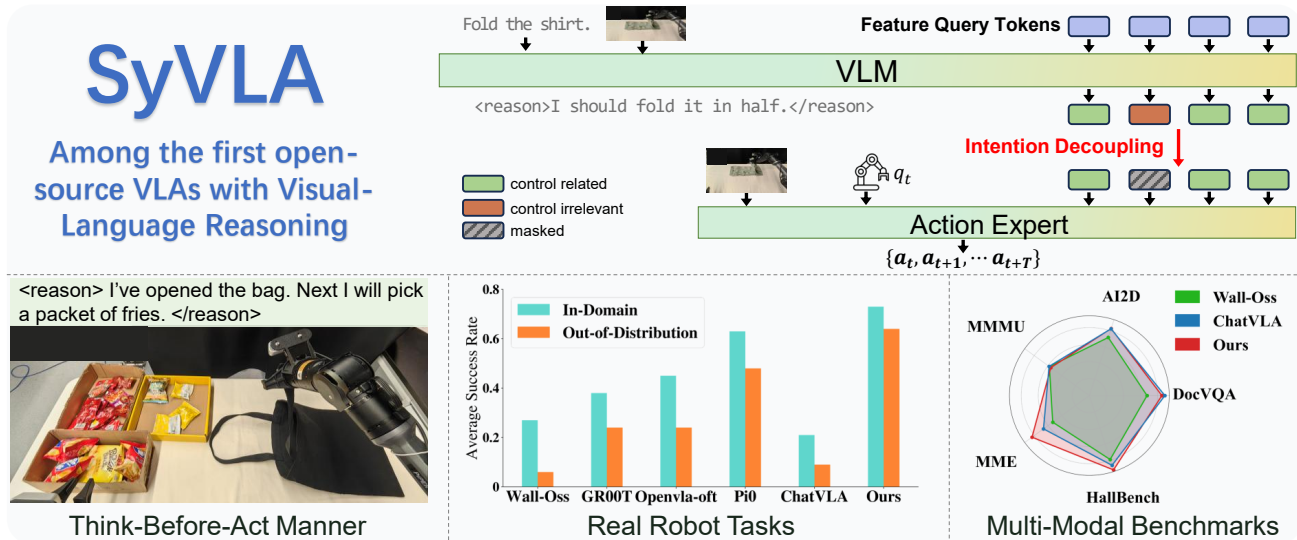 SyVLA
Among the first open-
source VLAs with Visual-
Language Reasoning
Fold the shirt.
Feature Query Tokens
VLM
<reason>I should fold it in half.</reason>
Intention Decoupling
control related
control irrelevant
masked
q_t
Action Expert
{a_t, a_{t+1}, ⋯ a_{t+T}}
<reason> I've opened the bag. Next I will pick
a packet of fries. </reason>
Think-Before-Act Manner
Average Success Rate
0.8
0.6
0.4
0.2
0
In-Domain
Out-of-Distribution
Wall-Oss
GR00T
Openvla-oft
Pi0
ChatVLA
Ours
Real Robot Tasks
AI2D
MMMU
DocVQA
MME
HallBench
Wall-Oss
ChatVLA
Ours
Multi-Modal Benchmarks